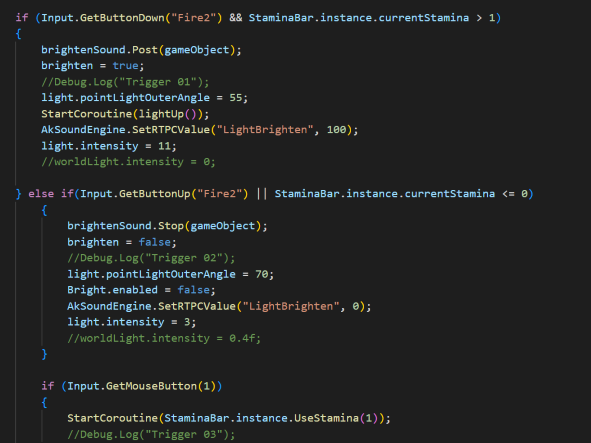 if (Input.GetButtonDown("Fire2") && StaminaBar.instance.currentStamina > 1)
{
brightenSound.Post(gameObject);
brighten = true;
//Debug.Log("Trigger 01");
light.pointLightOuterAngle = 55;
StartCoroutine(lightUp());
AkSoundEngine.SetRTPCValue("LightBrighten", 100);
light.intensity = 11;
//worldLight.intensity = 0;
} else if(Input.GetButtonUp("Fire2") || StaminaBar.instance.currentStamina <= 0)
{
brightenSound.Stop(gameObject);
brighten = false;
//Debug.Log("Trigger 02");
light.pointLightOuterAngle = 70;
Bright.enabled = false;
AkSoundEngine.SetRTPCValue("LightBrighten", 0);
light.intensity = 3;
//worldLight.intensity = 0.4f;
}
if (Input.GetMouseButton(1))
{
StartCoroutine(StaminaBar.instance.UseStamina(1));
//Debug.Log("Trigger 03");